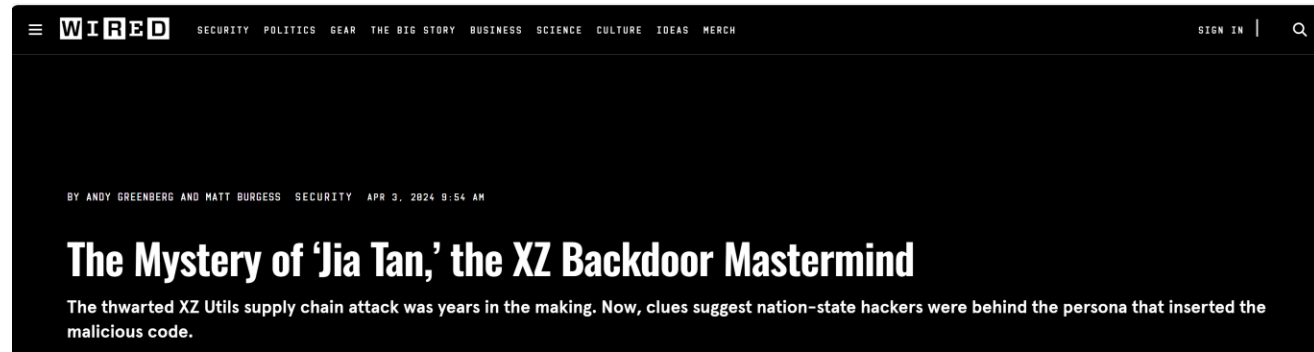 WIRED SECURITY POLITICS GEAR THE BIG STORY BUSINESS SCIENCE CULTURE IDEAS MERCH SIGN IN
BY ANDY GREENBERG AND MATT BURGESS SECURITY APR 3, 2024 9:54 AM
The Mystery of ‘Jia Tan,’ the XZ Backdoor Mastermind
The thwarted XZ Utils supply chain attack was years in the making. Now, clues suggest nation-state hackers were behind the persona that inserted the
malicious code.